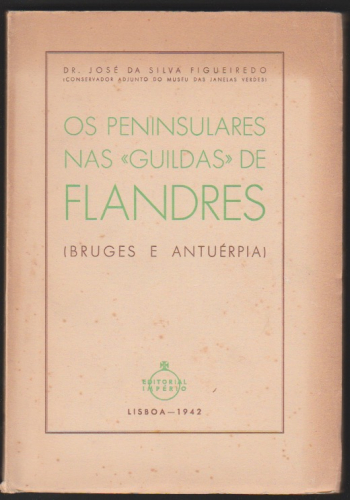 DR. JOSÉ DA SILVA FIGUEIREDO
(CONSERVADOR ADJUNTO DO MUSEU DAS JANELAS VERDES)
OS PENINSULARES
NAS «GUILDAS» DE
FLANDRES
(BRUGES E ANTUÉRPIA)
EDITORIAL
IMPÉRIO
LISBOA—1942